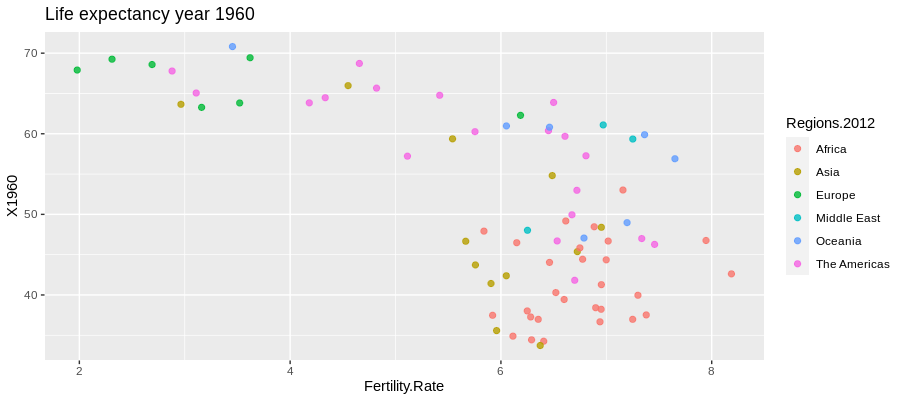 Life expectancy year 1960
70
60
50
40
X1960
2
4
6
8
Fertility.Rate
Regions.2012
Africa
Asia
Europe
Middle East
Oceania
The Americas